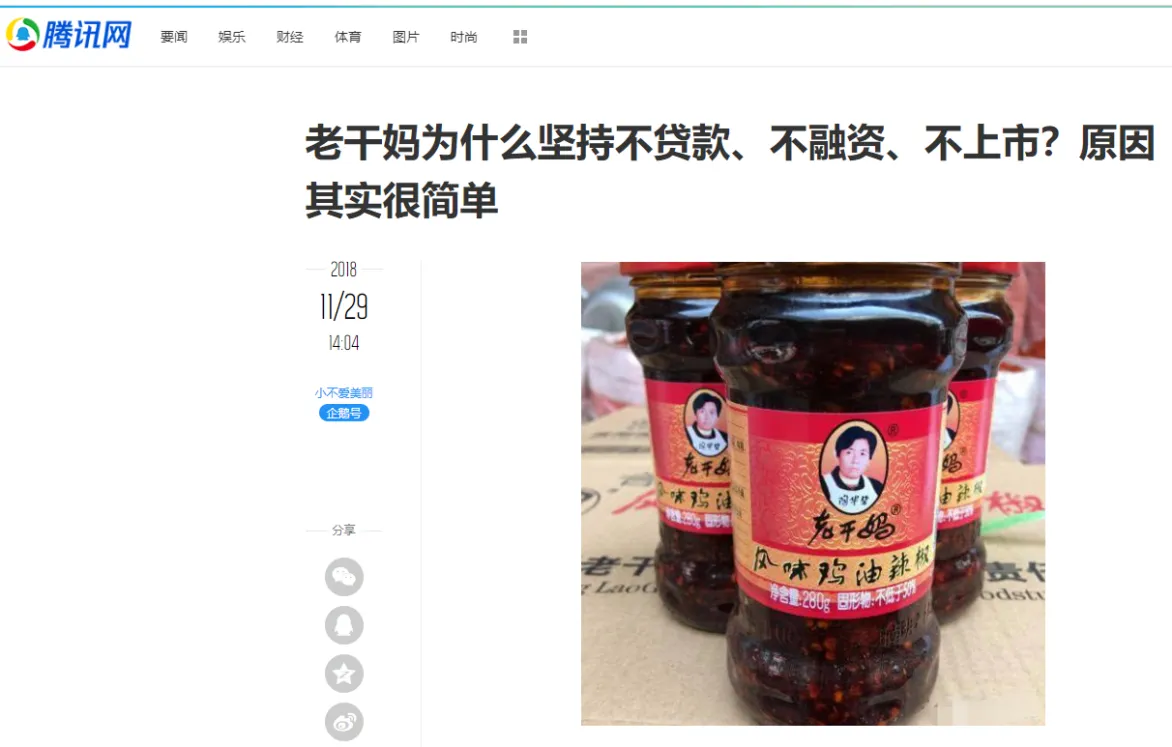 腾讯网
要闻 娱乐 财经 体育 图片 时尚
老干妈为什么坚持不贷款、不融资、不上市？原因
其实很简单
2018
11/29
14:04
小不爱美丽
企鹅号
分享
陶华碧
老干妈
风味鸡油辣椒
净含量:280g 固形物:不低于50%
老干
责任